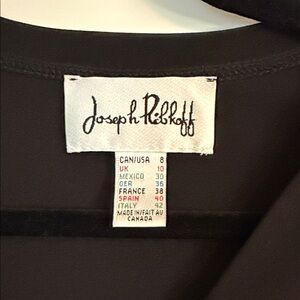 Joseph Ribkoff
CAN/USA 8
UK 10
MEXICO 30
GER 36
FRANCE 38
SPAIN 40
ITALY 42
MADE IN/FAIT AU
CANADA